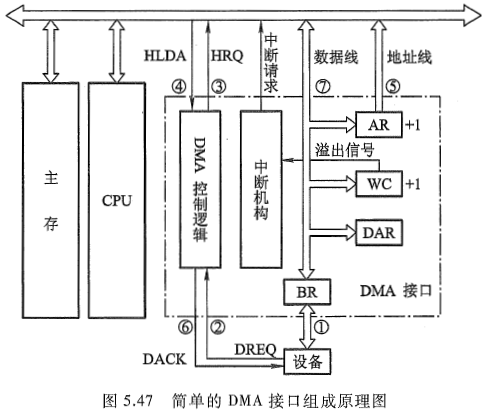 HLDA
HRQ
中断请求
数据线
地址线
④
③
⑦
⑤
主存
CPU
DMA 控制逻辑
中断机构
AR
+1
溢出信号
WC
+1
DAR
BR
DMA 接口
⑥
②
①
DACK
DREQ
设备
图 5.47 简单的 DMA 接口组成原理图